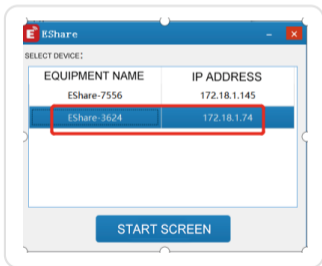 E EShare
SELECT DEVICE:
EQUIPMENT NAME IP ADDRESS
EShare-7556 172.18.1.145
EShare-3624 172.18.1.74
START SCREEN